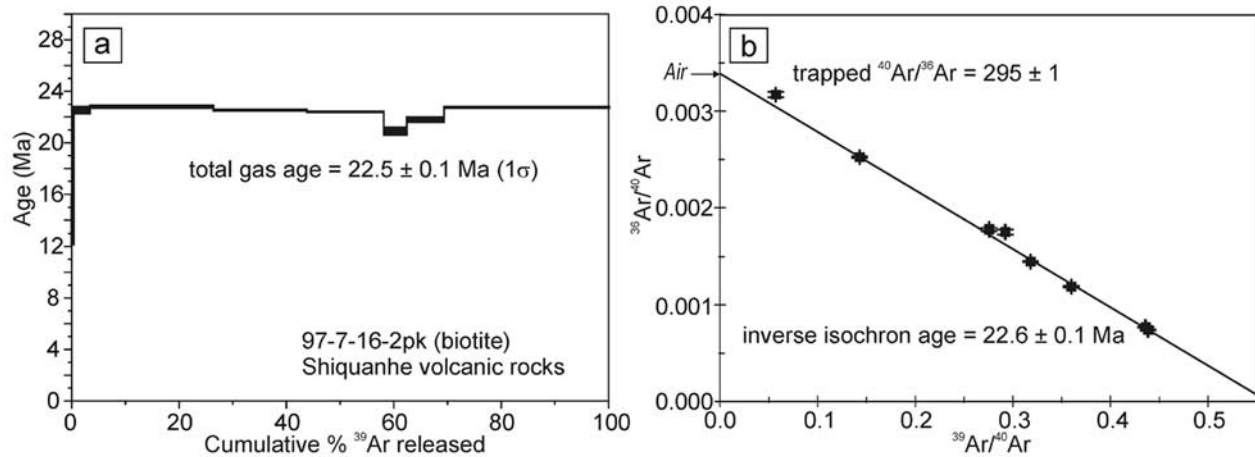 a
Age (Ma)
28
24
20
16
12
8
4
0
total gas age = 22.5 ± 0.1 Ma (1σ)
97-7-16-2pk (biotite)
Shiquanhe volcanic rocks
0 20 40 60 80 100
Cumulative % ³⁹Ar released
b
³⁶Ar/⁴⁰Ar
0.004
Air
0.003
0.002
0.001
0.000
trapped ⁴⁰Ar/³⁶Ar = 295 ± 1
inverse isochron age = 22.6 ± 0.1 Ma
0.0 0.1 0.2 0.3 0.4 0.5
³⁹Ar/⁴⁰Ar